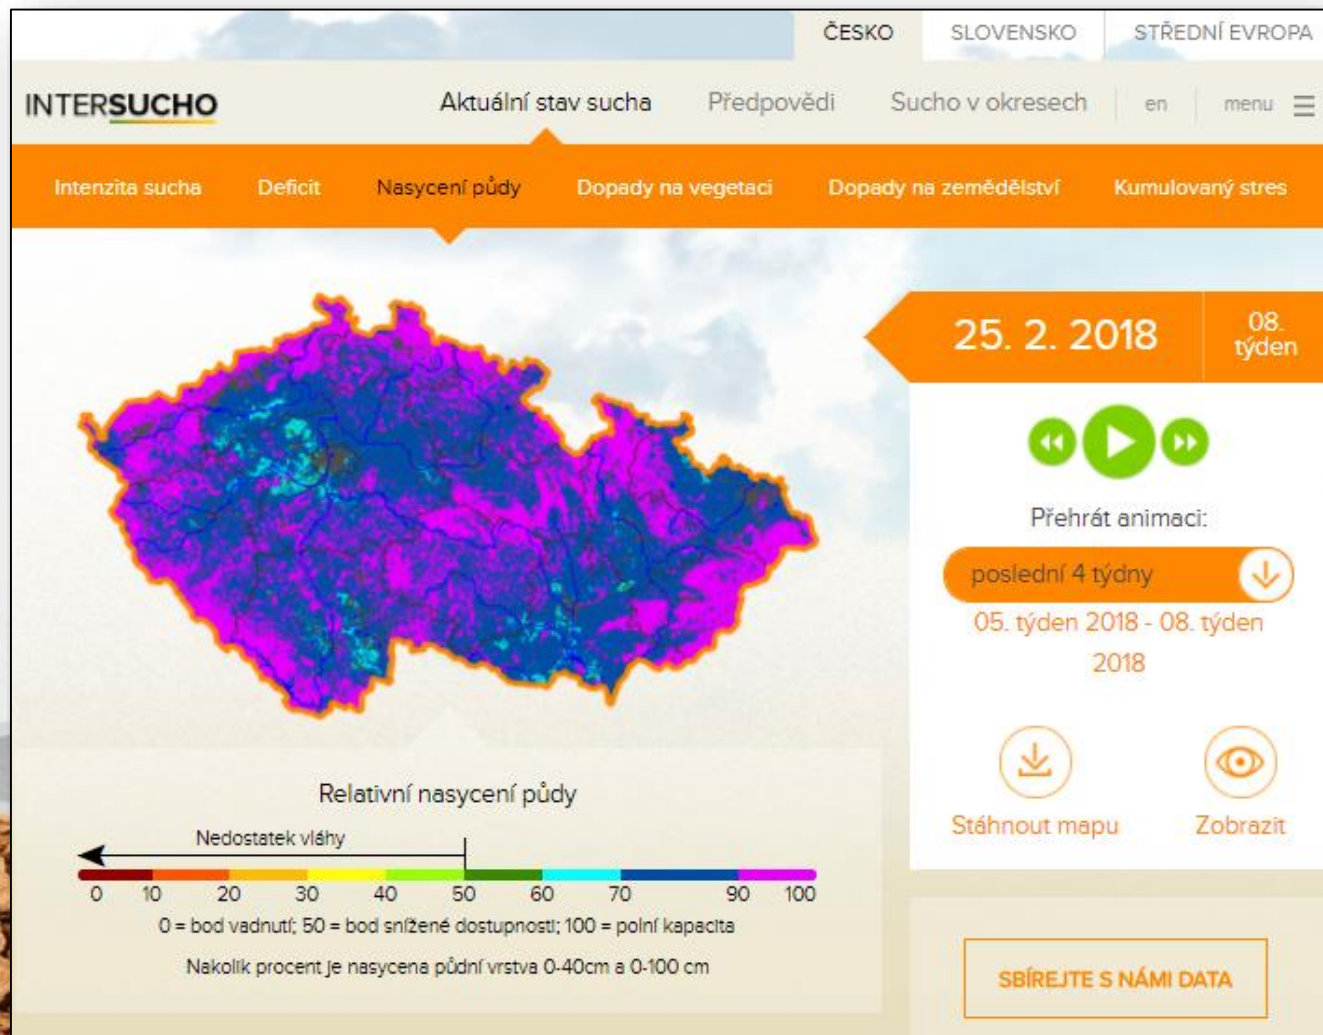 ČESKO SLOVENSKO STŘEDNÍ EVROPA
INTERSUCHO Aktuální stav sucha Předpovědi Sucho v okresech en menu
Intenzita sucha Deficit Nasycení půdy Dopady na vegetaci Dopady na zemědělství Kumulovaný stres
25. 2. 2018 08. týden
Přehrát animaci:
poslední 4 týdny
05. týden 2018 - 08. týden
2018
Stáhnout mapu Zobrazit
Relativní nasycení půdy
Nedostatek vláhy
0 10 20 30 40 50 60 70 90 100
0 = bod vadnutí; 50 = bod snížené dostupnosti; 100 = polní kapacita
Nakolik procent je nasycena půdní vrstva 0-40cm a 0-100 cm
SBÍREJTE S NÁMI DATA